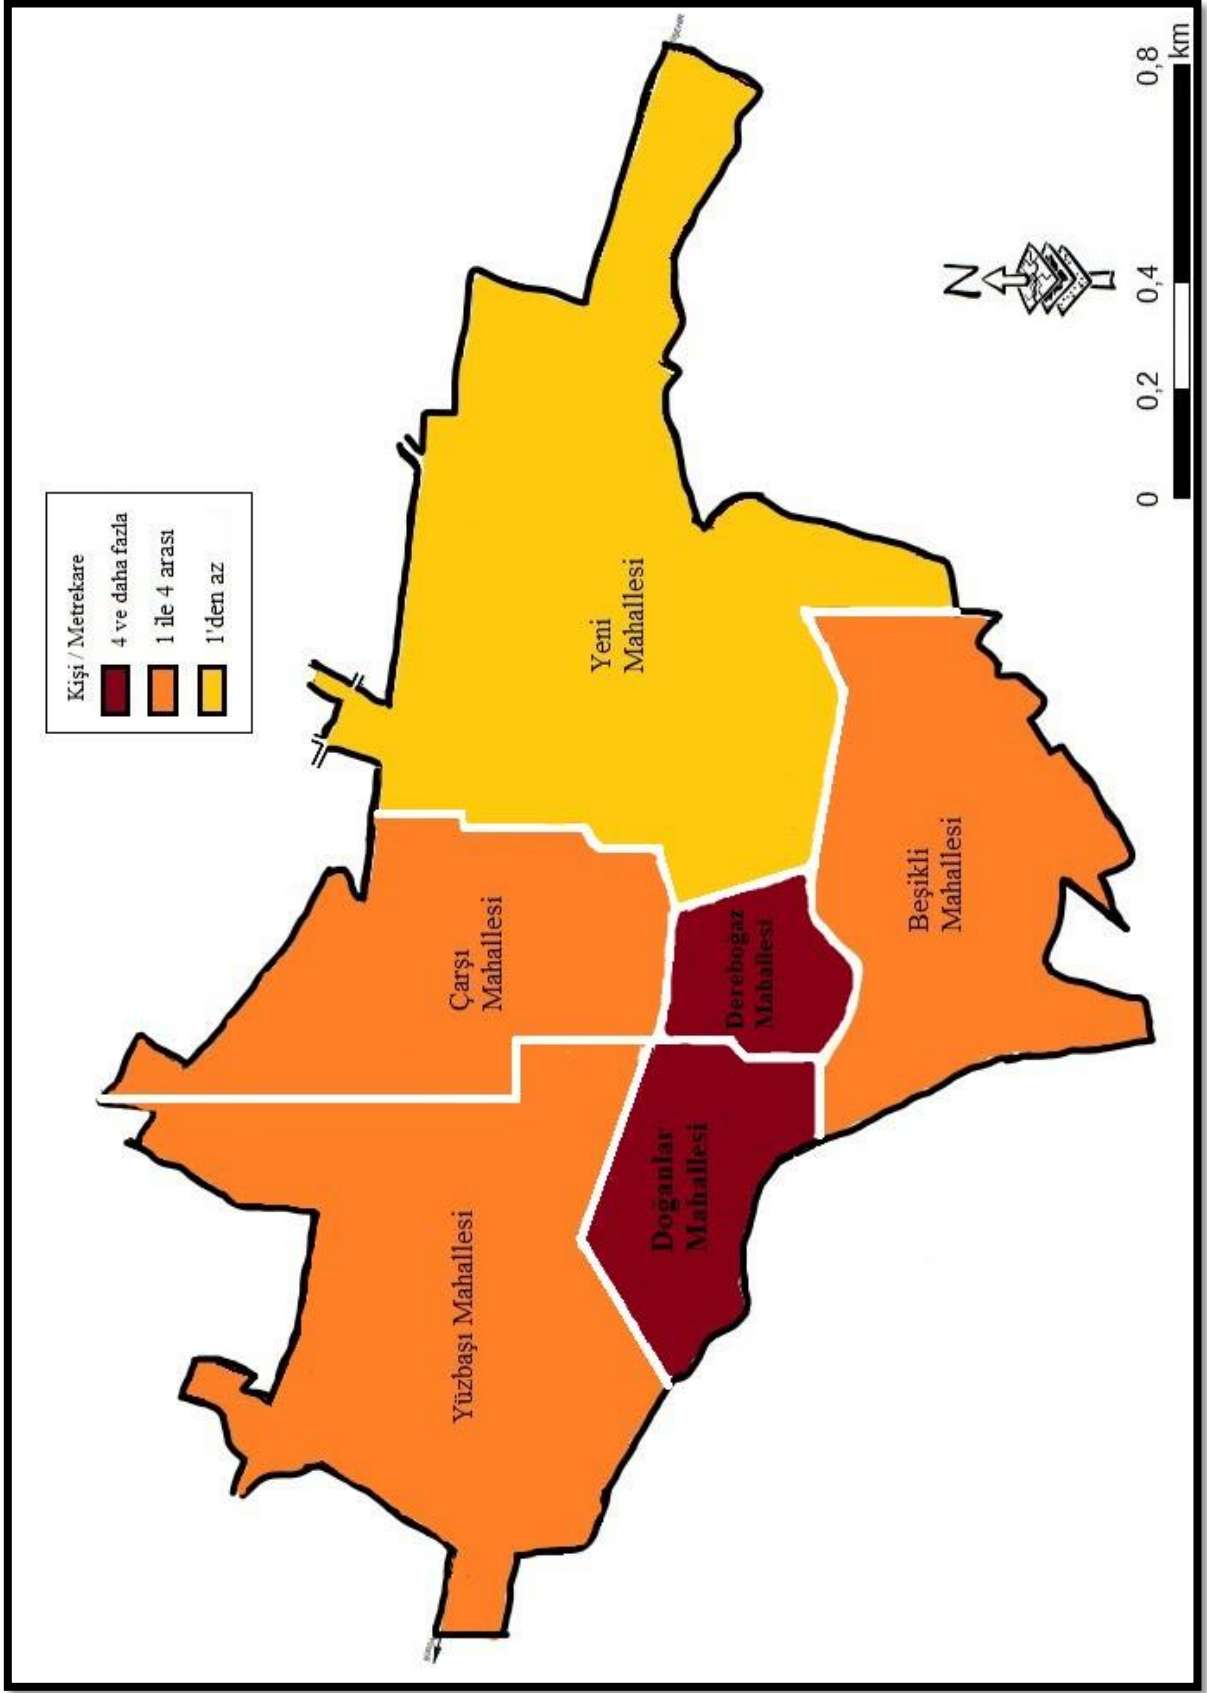 Kişi / Metrekare
4 ve daha fazla
1 ile 4 arası
1'den az
Yeni
Mahallesi
Çarşı
Mahallesi
Dereboğaz
Mahallesi
Beşikli
Mahallesi
Doğanlar
Mahallesi
Yüzbaşı Mahallesi
N
0
0,2
0,4
0,8
km